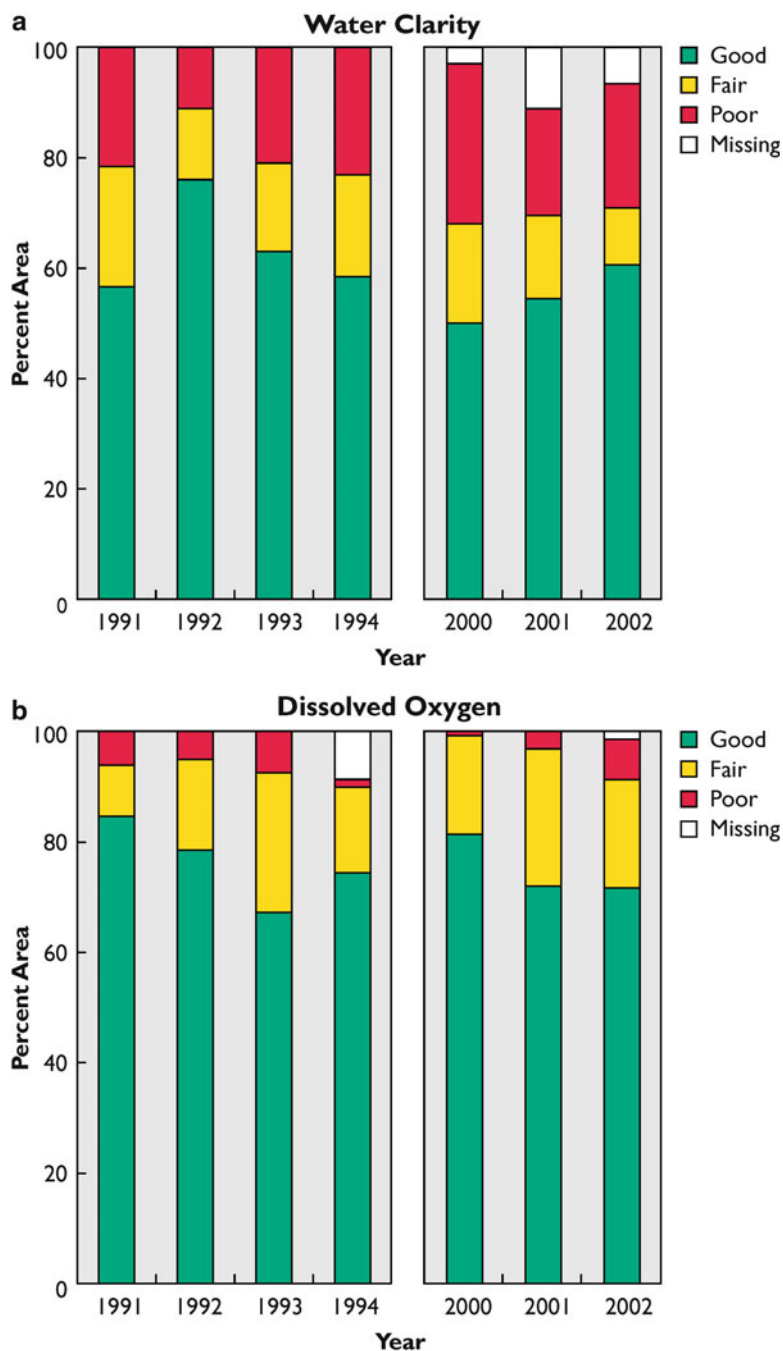 a
Water Clarity
100
80
60
40
20
0
Percent Area
1991 1992 1993 1994 2000 2001 2002
Year
Good
Fair
Poor
Missing
b
Dissolved Oxygen
100
80
60
40
20
0
Percent Area
1991 1992 1993 1994 2000 2001 2002
Year
Good
Fair
Poor
Missing